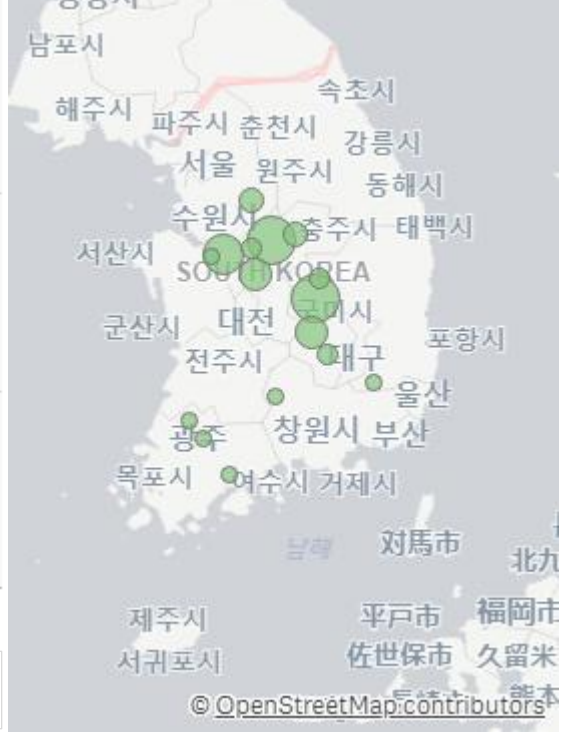 남포시
속초시
해주시
파주시 춘천시
강릉시
서울 원주시
동해시
수원시
충주시 태백시
서산시
SOUTH KOREA
구미시
군산시 대전
포항시
전주시 대구
울산
광주 창원시 부산
목포시 여수시 거제시
남해 対馬市
北九
제주시 平戸市 福岡市
서귀포시 佐世保市 久留米
熊本
© OpenStreetMap contributors